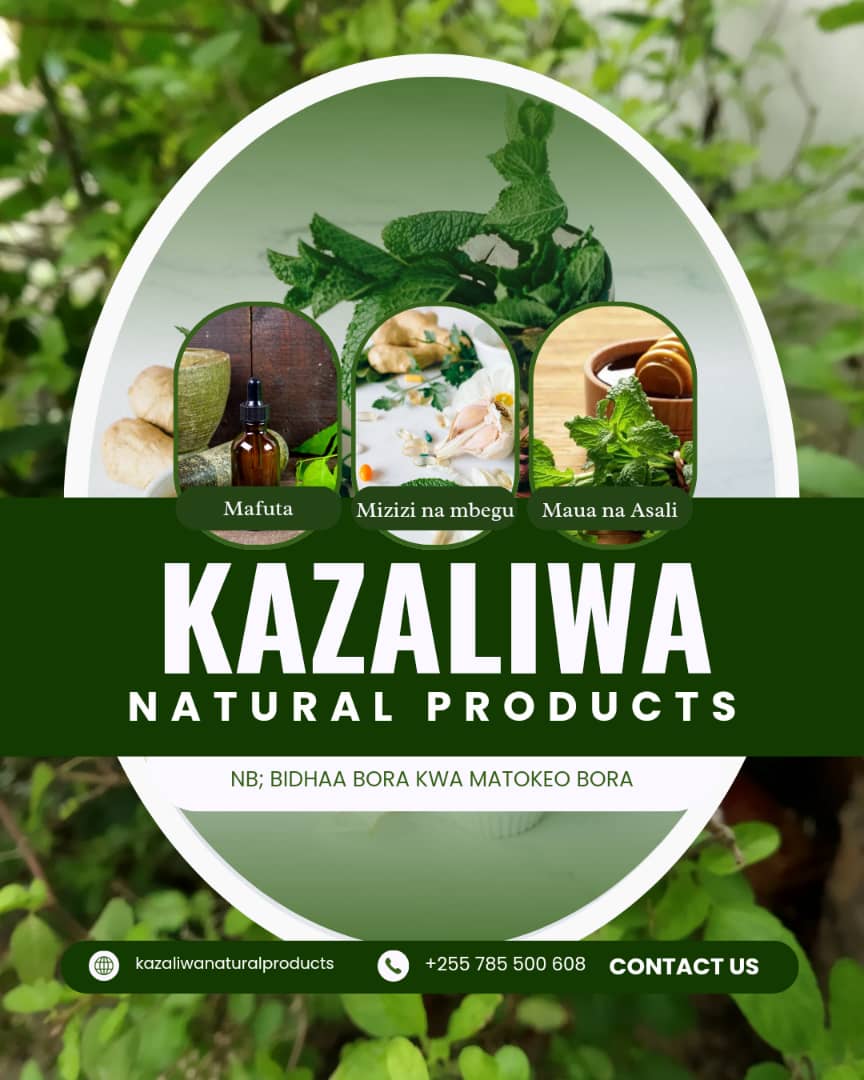 Mafuta
Mizizi na mbegu
Maua na Asali
KAZALIWA
NATURAL PRODUCTS
NB; BIDHAA BORA KWA MATOKEO BORA
kazaliwanaturalproducts
+255 785 500 608
CONTACT US